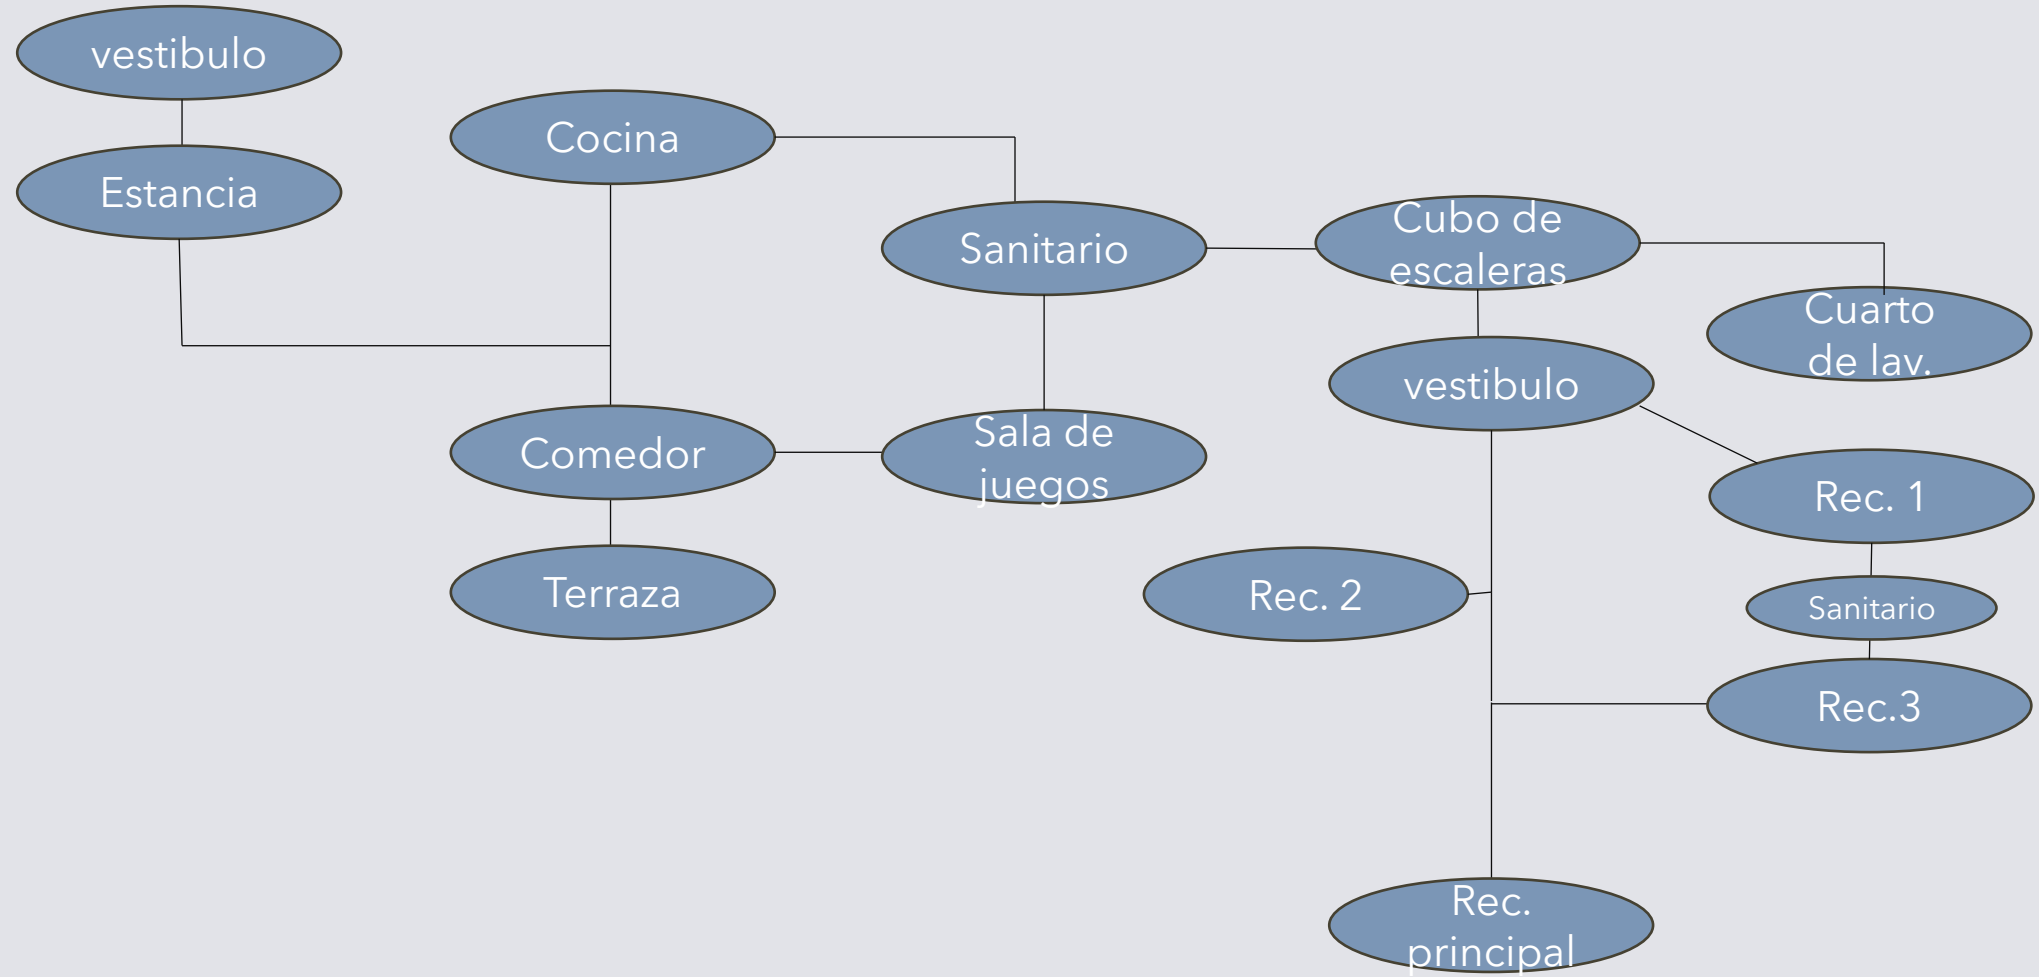 vestibulo
Estancia
Cocina
Sanitario
Cubo de
escaleras
Cuarto
de lav.
vestibulo
Comedor
Sala de
juegos
Terraza
Rec. 1
Rec. 2
Sanitario
Rec.3
Rec.
principal